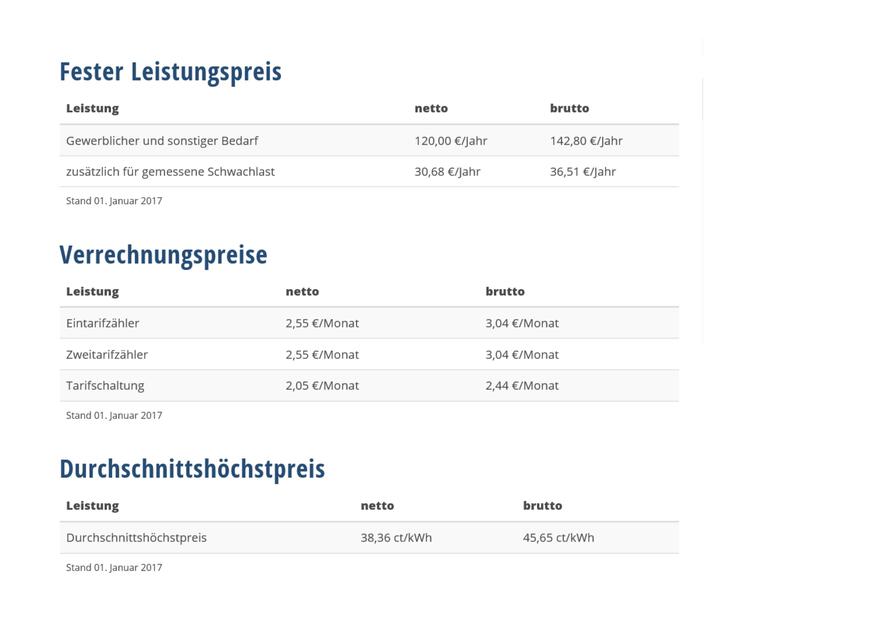 Fester Leistungspreis
Leistung netto brutto
Gewerblicher und sonstiger Bedarf 120,00 €/Jahr 142,80 €/Jahr
zusätzlich für gemessene Schwachlast 30,68 €/Jahr 36,51 €/Jahr
Stand 01. Januar 2017
Verrechnungspreise
Leistung netto brutto
Eintarifzähler 2,55 €/Monat 3,04 €/Monat
Zweitarifzähler 2,55 €/Monat 3,04 €/Monat
Tarifschaltung 2,05 €/Monat 2,44 €/Monat
Stand 01. Januar 2017
Durchschnittshöchstpreis
Leistung netto brutto
Durchschnittshöchstpreis 38,36 ct/kWh 45,65 ct/kWh
Stand 01. Januar 2017